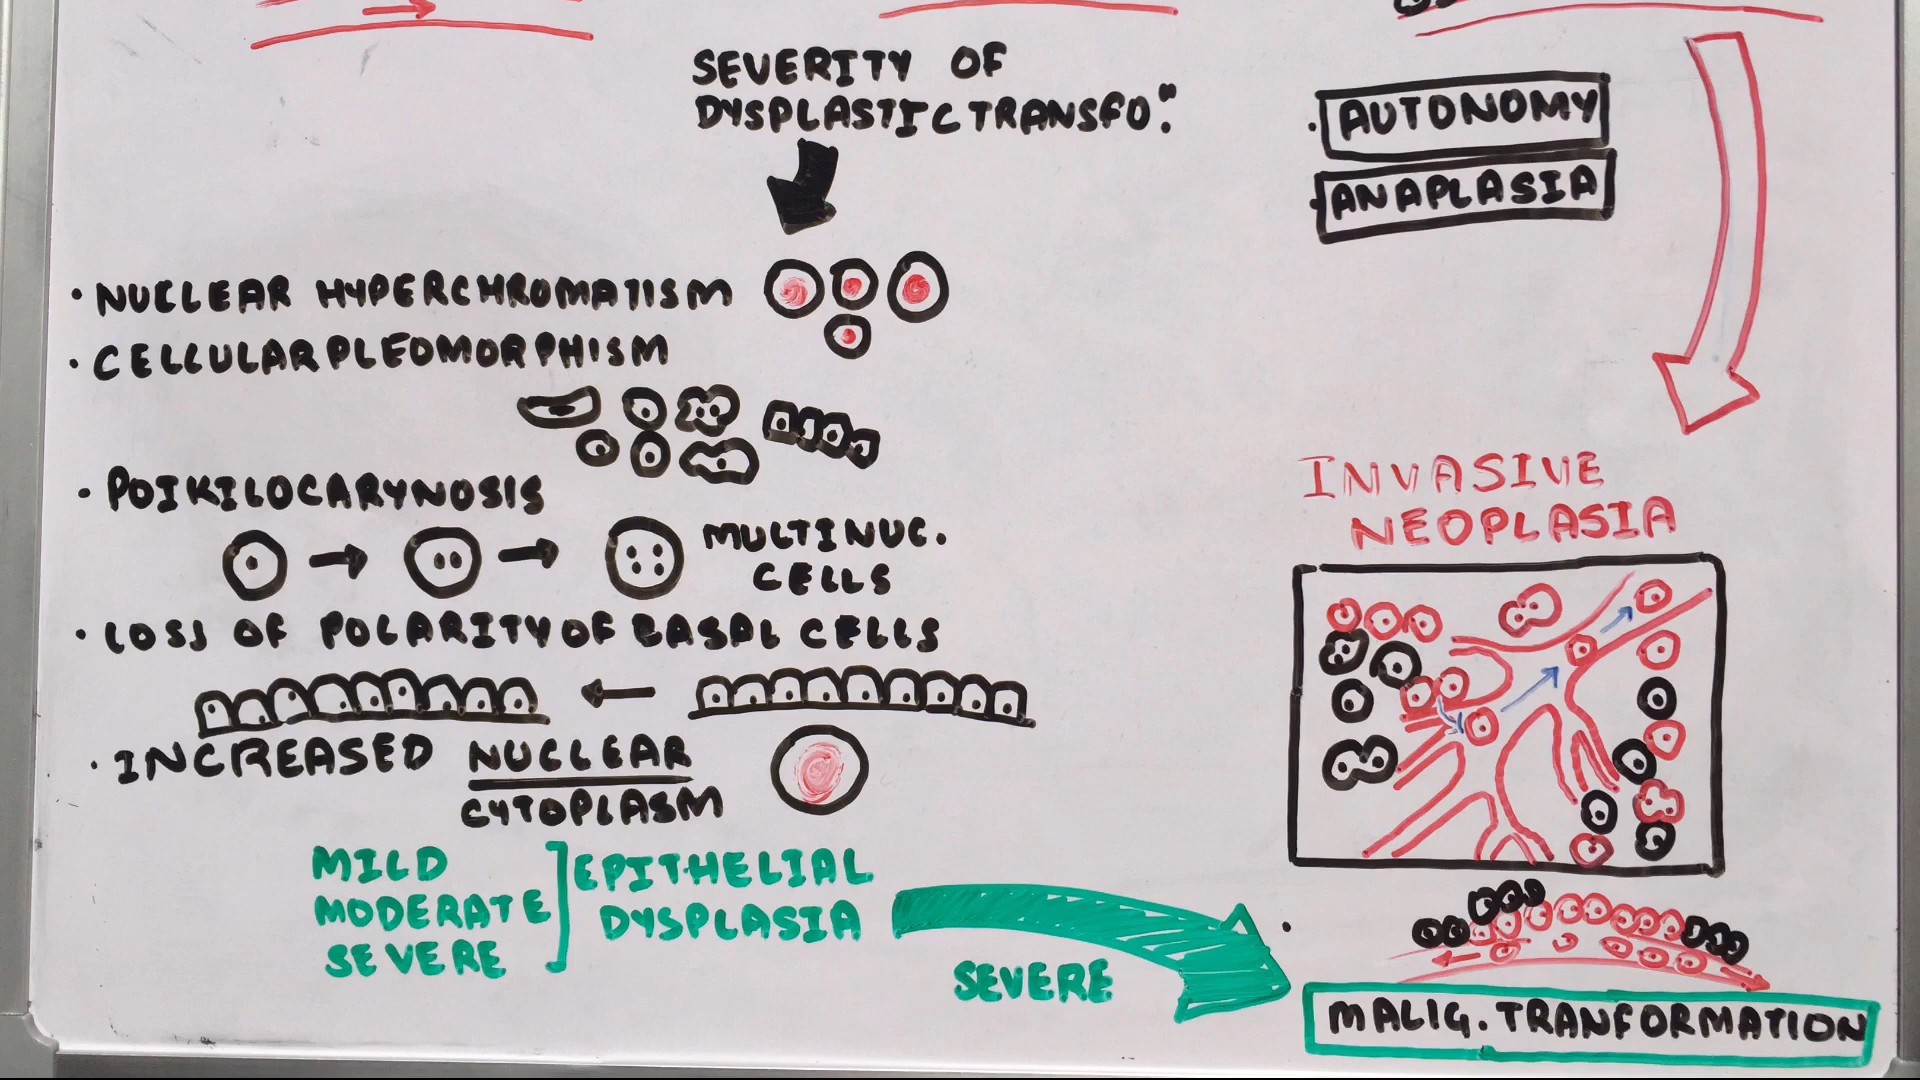 SEVERITY OF
DYSPLASTIC TRANSFO:
• NUCLEAR HYPERCHROMATISM
• CELLULAR PLEOMORPHISM
• POIKILOCARYNOSIS
MULTINUC.
CELLS
• LOSS OF POLARITY OF BASAL CELLS
• INCREASED NUCLEAR
CYTOPLASM
MILD
MODERATE
SEVERE
EPITHELIAL
DYSPLASIA
SEVERE
• AUTONOMY
• ANAPLASIA
INVASIVE
NEOPLASIA
MALIG. TRANFORMATION